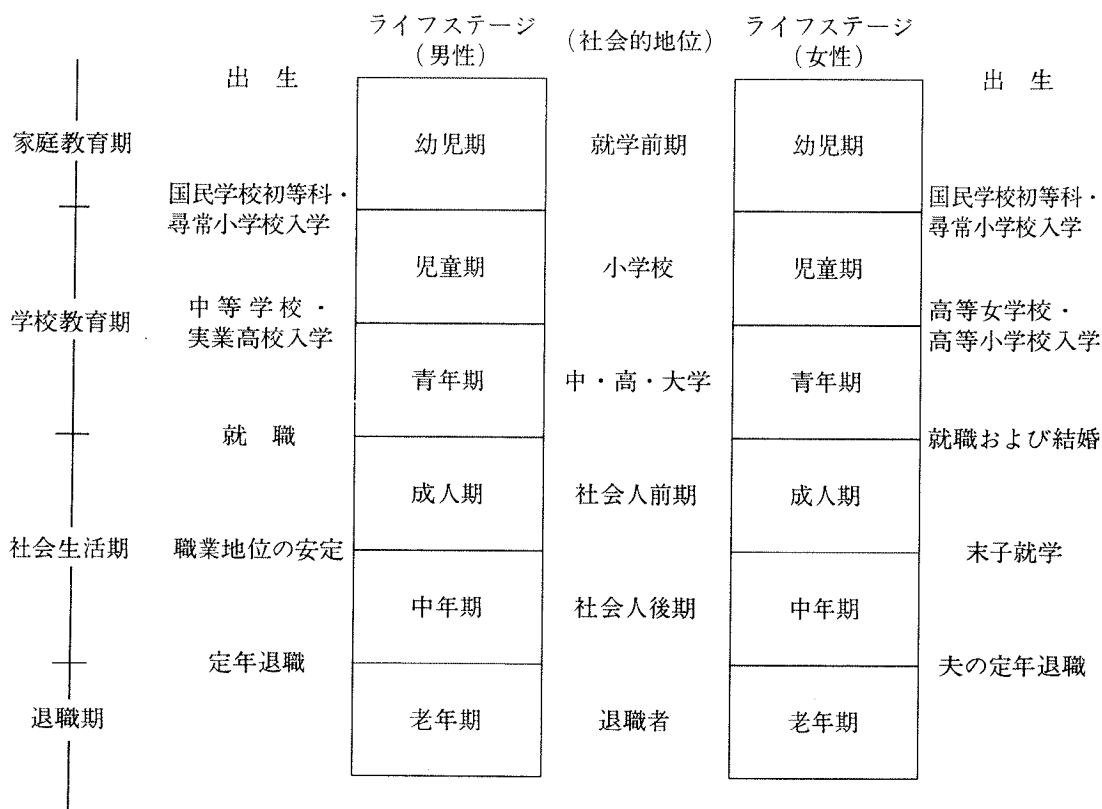 ライフステージ
(男性)
(社会的地位)
ライフステージ
(女性)
出 生
出 生
家庭教育期
幼児期
就学前期
幼児期
国民学校初等科・
尋常小学校入学
国民学校初等科・
尋常小学校入学
児童期
小学校
児童期
学校教育期
中等学校・
実業高校入学
高等女学校・
高等小学校入学
青年期
中・高・大学
青年期
就 職
就職および結婚
成人期
社会人前期
成人期
社会生活期
職業地位の安定
末子就学
中年期
社会人後期
中年期
定年退職
夫の定年退職
退職期
老年期
退職者
老年期